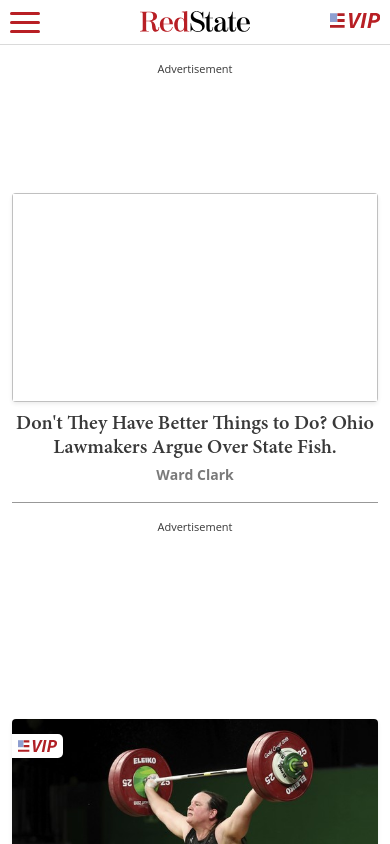 RedState
VIP
Advertisement
Don't They Have Better Things to Do? Ohio
Lawmakers Argue Over State Fish.
Ward Clark
Advertisement
VIP
ELEIKO
25
25